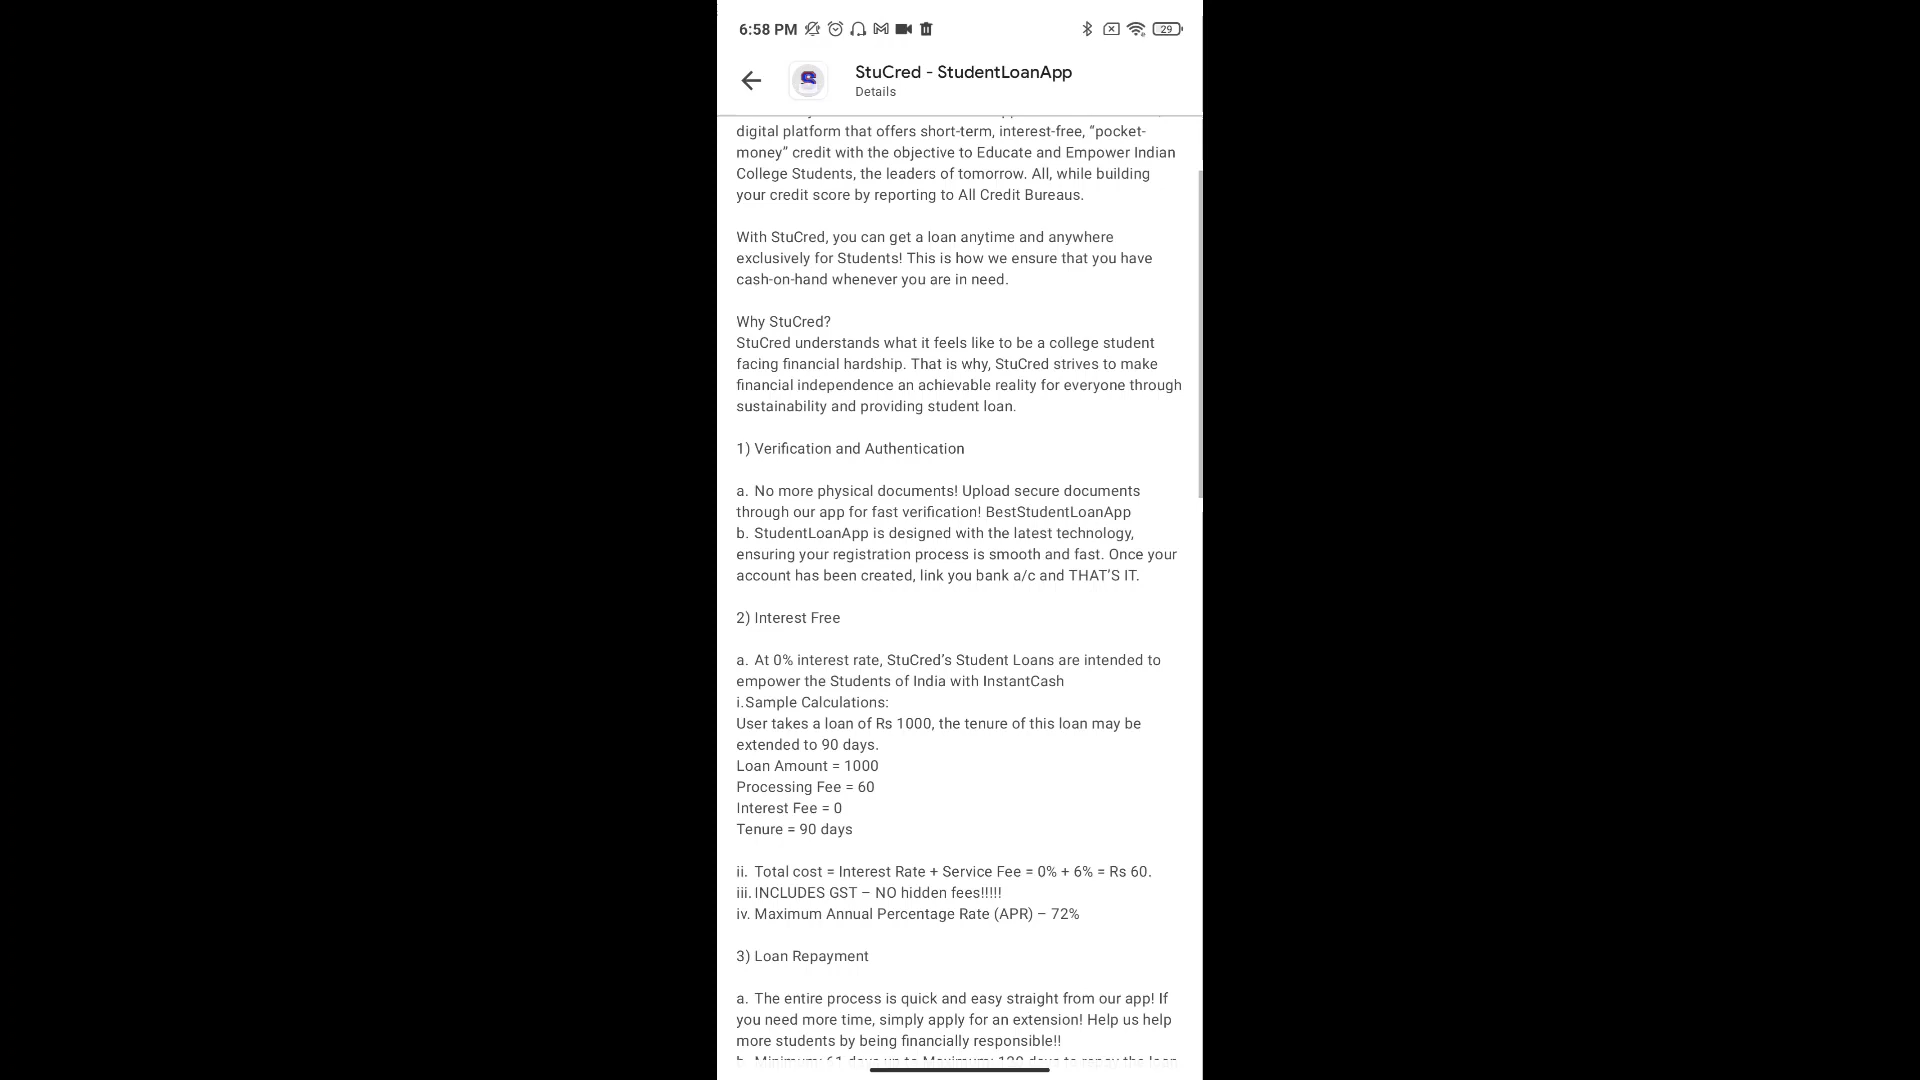 6:58 PM
29
StuCred - StudentLoanApp
Details
digital platform that offers short-term, interest-free, “pocket-
money” credit with the objective to Educate and Empower Indian
College Students, the leaders of tomorrow. All, while building
your credit score by reporting to All Credit Bureaus.
With StuCred, you can get a loan anytime and anywhere
exclusively for Students! This is how we ensure that you have
cash-on-hand whenever you are in need.
Why StuCred?
StuCred understands what it feels like to be a college student
facing financial hardship. That is why, StuCred strives to make
financial independence an achievable reality for everyone through
sustainability and providing student loan.
1) Verification and Authentication
a. No more physical documents! Upload secure documents
through our app for fast verification! BestStudentLoanApp
b. StudentLoanApp is designed with the latest technology,
ensuring your registration process is smooth and fast. Once your
account has been created, link you bank a/c and THAT’S IT.
2) Interest Free
a. At 0% interest rate, StuCred’s Student Loans are intended to
empower the Students of India with InstantCash
i.Sample Calculations:
User takes a loan of Rs 1000, the tenure of this loan may be
extended to 90 days.
Loan Amount = 1000
Processing Fee = 60
Interest Fee = 0
Tenure = 90 days
ii. Total cost = Interest Rate + Service Fee = 0% + 6% = Rs 60.
iii. INCLUDES GST – NO hidden fees!!!!!
iv. Maximum Annual Percentage Rate (APR) – 72%
3) Loan Repayment
a. The entire process is quick and easy straight from our app! If
you need more time, simply apply for an extension! Help us help
more students by being financially responsible!!